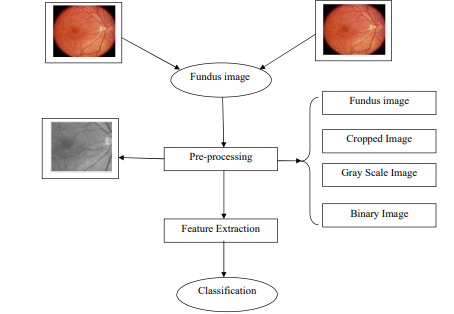 Fundus image
Fundus image
Cropped Image
Pre-processing
Gray Scale Image
Binary Image
Feature Extraction
Classification